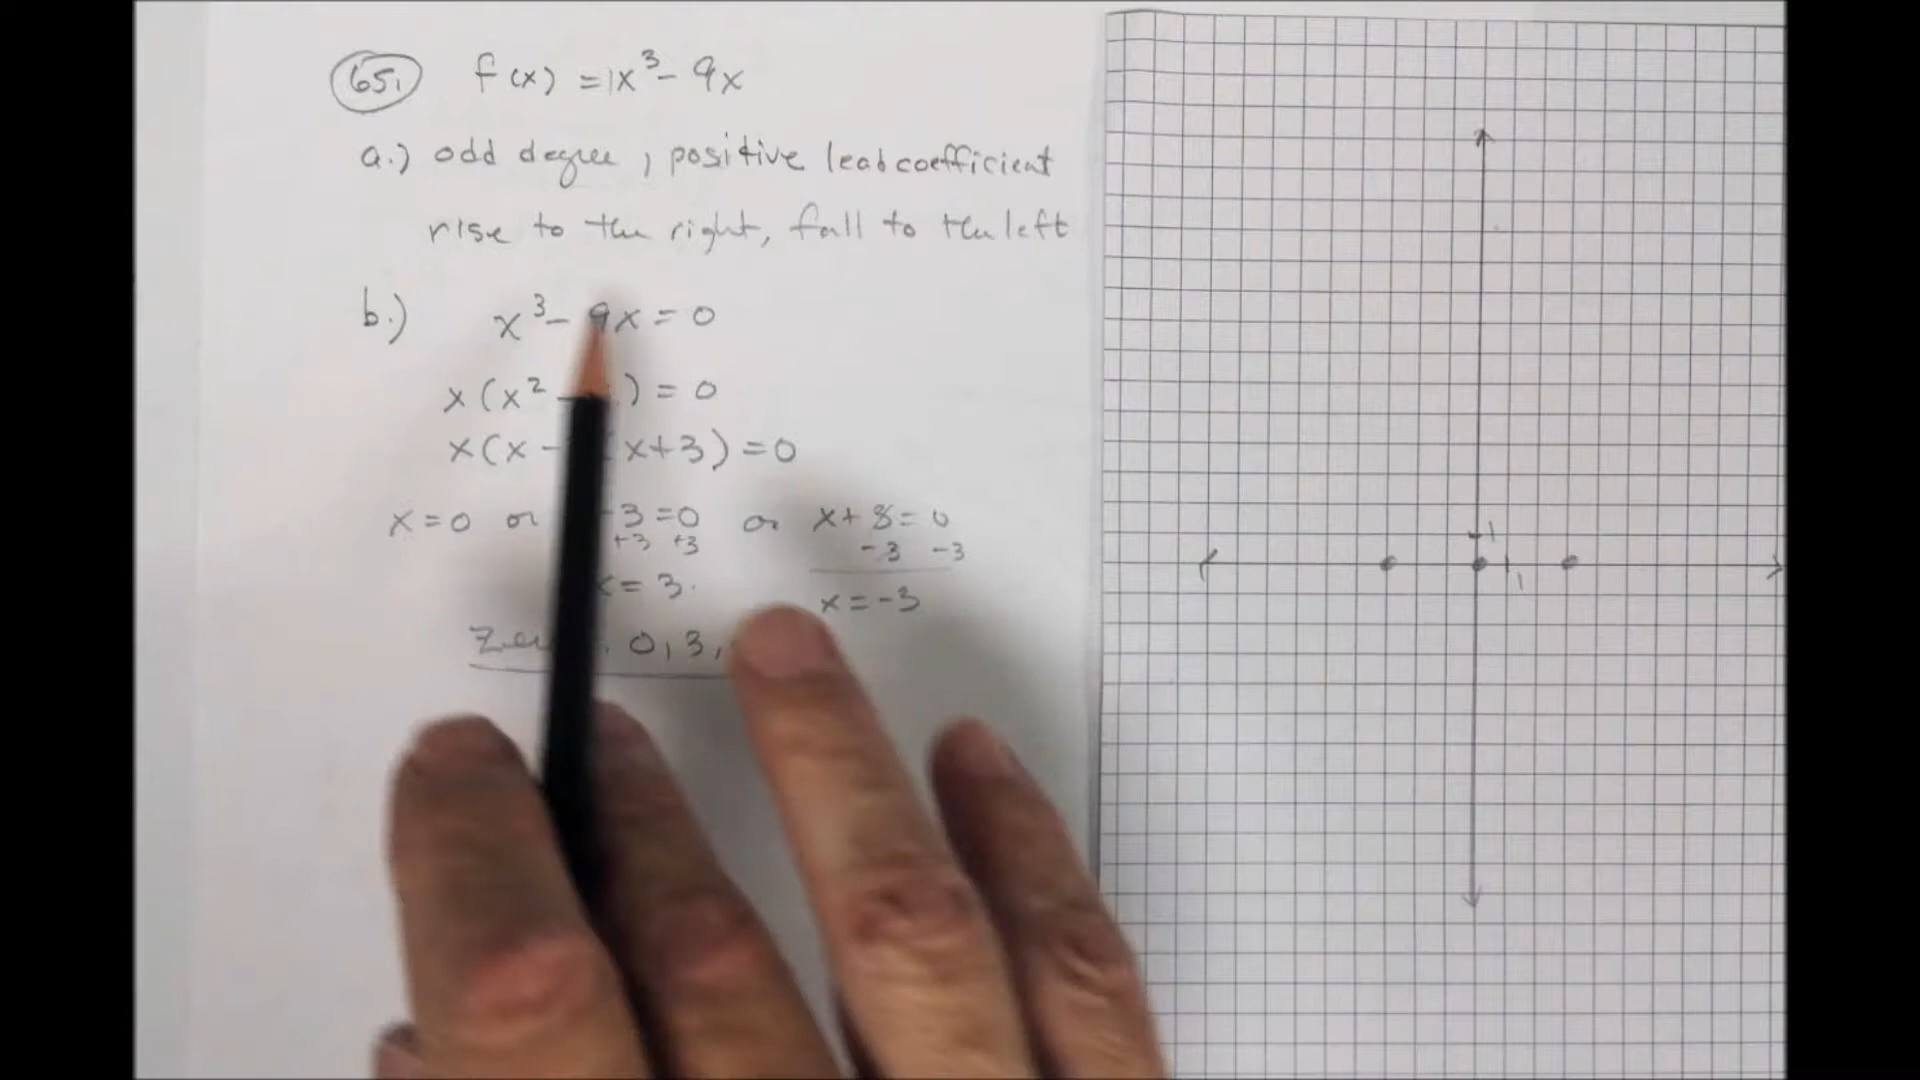 65. f(x) = 1x³ - 9x
a.) odd degree, positive lead coefficient
rise to the right, fall to the left
b.) x³ - 9x = 0
x(x² - ) = 0
x(x - (x+3) = 0
x = 0 or -3 = 0 or x + 3 = 0
+3 +3 -3 -3
x = 3. x = -3
0, 3,
1
1